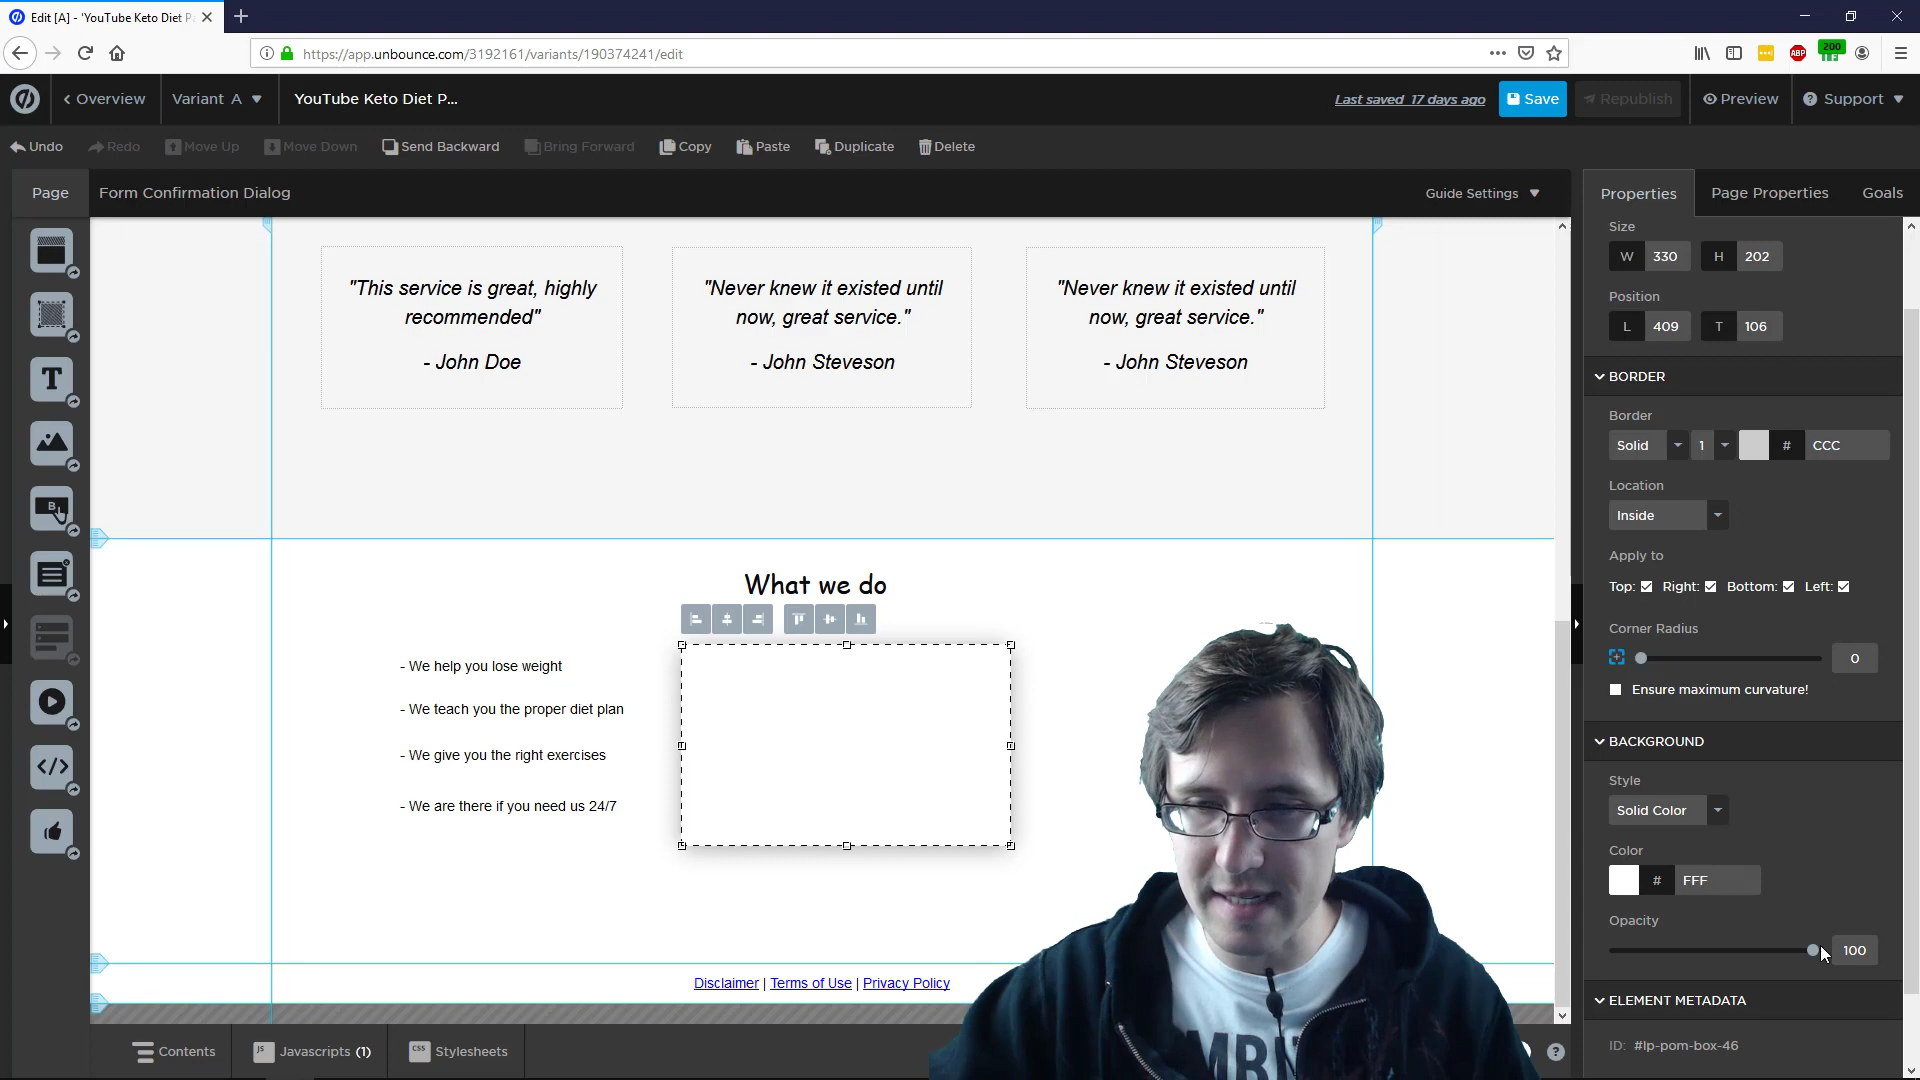 Edit [A] - 'YouTube Keto Diet P
https://app.unbounce.com/3192161/variants/190374241/edit
ABP
200
Overview
Variant A
YouTube Keto Diet P...
Last saved 17 days ago
Save
Republish
Preview
Support
Undo
Redo
Move Up
Move Down
Send Backward
Bring Forward
Copy
Paste
Duplicate
Delete
Page
Form Confirmation Dialog
Guide Settings
Properties
Page Properties
Goals
"This service is great, highly
recommended"
- John Doe
"Never knew it existed until
now, great service."
- John Steveson
"Never knew it existed until
now, great service."
- John Steveson
What we do
- We help you lose weight
- We teach you the proper diet plan
- We give you the right exercises
- We are there if you need us 24/7
Disclaimer | Terms of Use | Privacy Policy
Size
W 330 H 202
Position
L 409 T 106
BORDER
Border
Solid 1 # CCC
Location
Inside
Apply to
Top: Right: Bottom: Left:
Corner Radius
0
Ensure maximum curvature!
BACKGROUND
Style
Solid Color
Color
# FFF
Opacity
100
ELEMENT METADATA
ID: #lp-pom-box-46
T
B
</>
Contents
JS Javascripts (1)
CSS Stylesheets
?